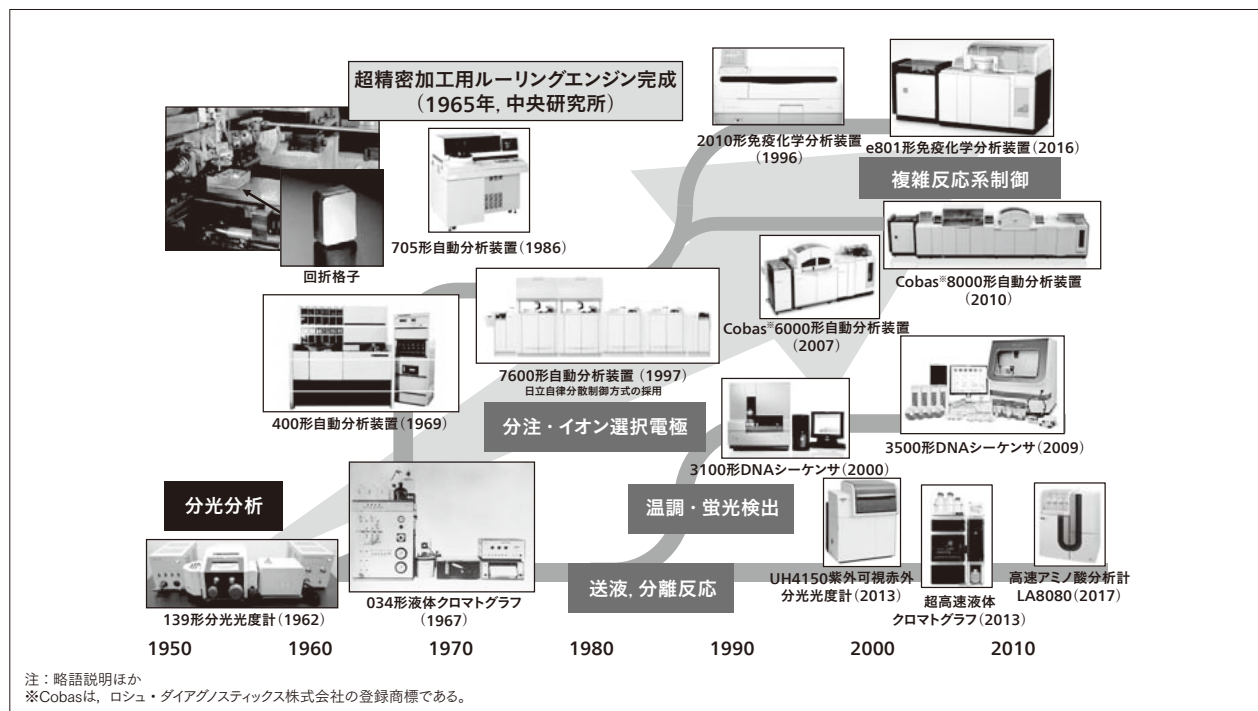 超精密加工用ルーリングエンジン完成
(1965年, 中央研究所)
回折格子
705形自動分析装置(1986)
2010形免疫化学分析装置
(1996)
e801形免疫化学分析装置(2016)
複雑反応系制御
Cobas※8000形自動分析装置
(2010)
Cobas※6000形自動分析装置
(2007)
400形自動分析装置(1969)
7600形自動分析装置(1997)
日立自律分散制御方式の採用
分注・イオン選択電極
3100形DNAシーケンサ(2000)
3500形DNAシーケンサ(2009)
分光分析
温調・蛍光検出
139形分光光度計(1962)
034形液体クロマトグラフ
(1967)
送液, 分離反応
UH4150紫外可視赤外
分光光度計(2013)
超高速液体
クロマトグラフ(2013)
高速アミノ酸分析計
LA8080(2017)
1950 1960 1970 1980 1990 2000 2010
注：略語説明ほか
※Cobasは，ロシュ・ダイアグノスティックス株式会社の登録商標である。